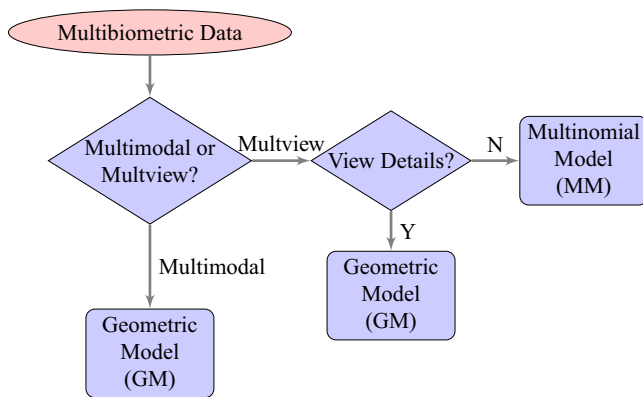 Multibiometric Data
Multimodal or
Multview?
Multview
View Details?
N
Multinomial
Model
(MM)
Y
Geometric
Model
(GM)
Multimodal
Geometric
Model
(GM)